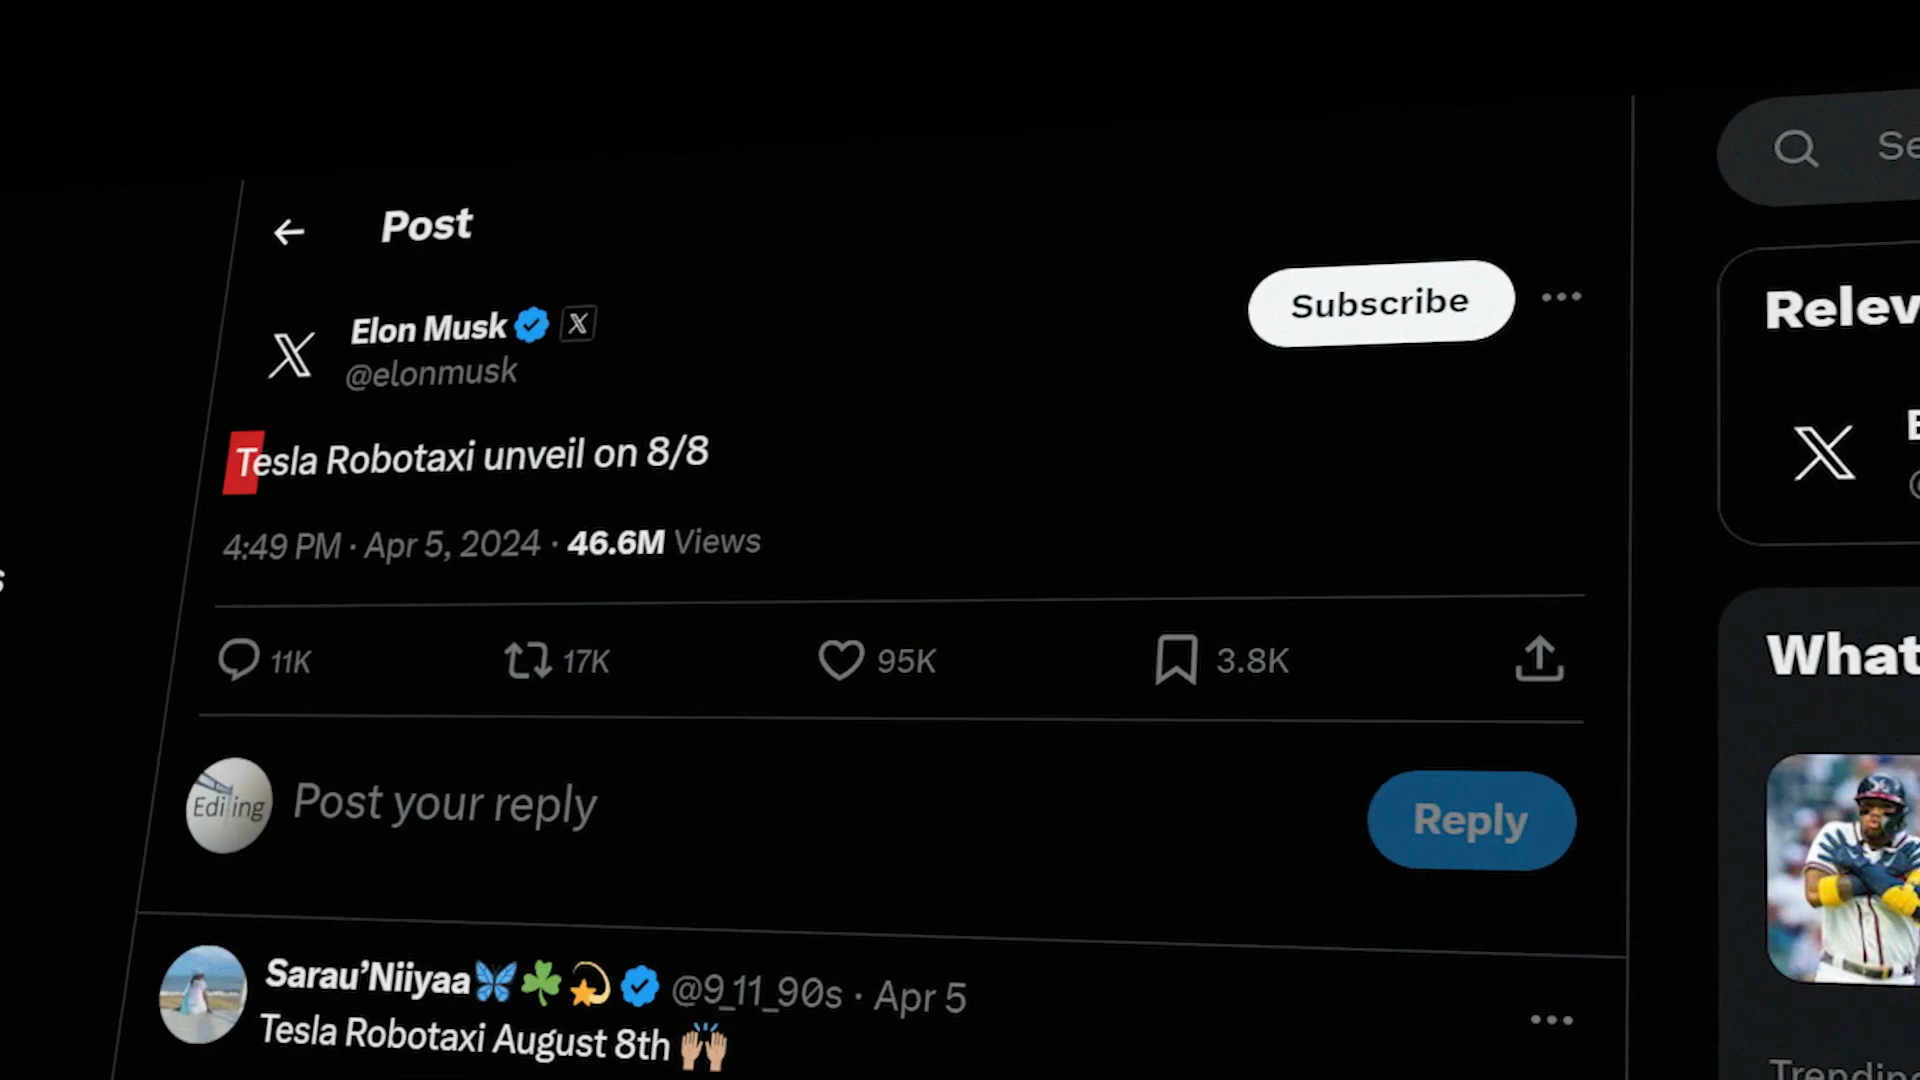 Post
Elon Musk
@elonmusk
Subscribe
Tesla Robotaxi unveil on 8/8
4:49 PM · Apr 5, 2024 · 46.6M Views
11K 17K 95K 3.8K
Editing
Post your reply
Reply
Sarau'Niiyaa🦋☘️💫 @9_11_90s · Apr 5
Tesla Robotaxi August 8th 🙌🏼
What